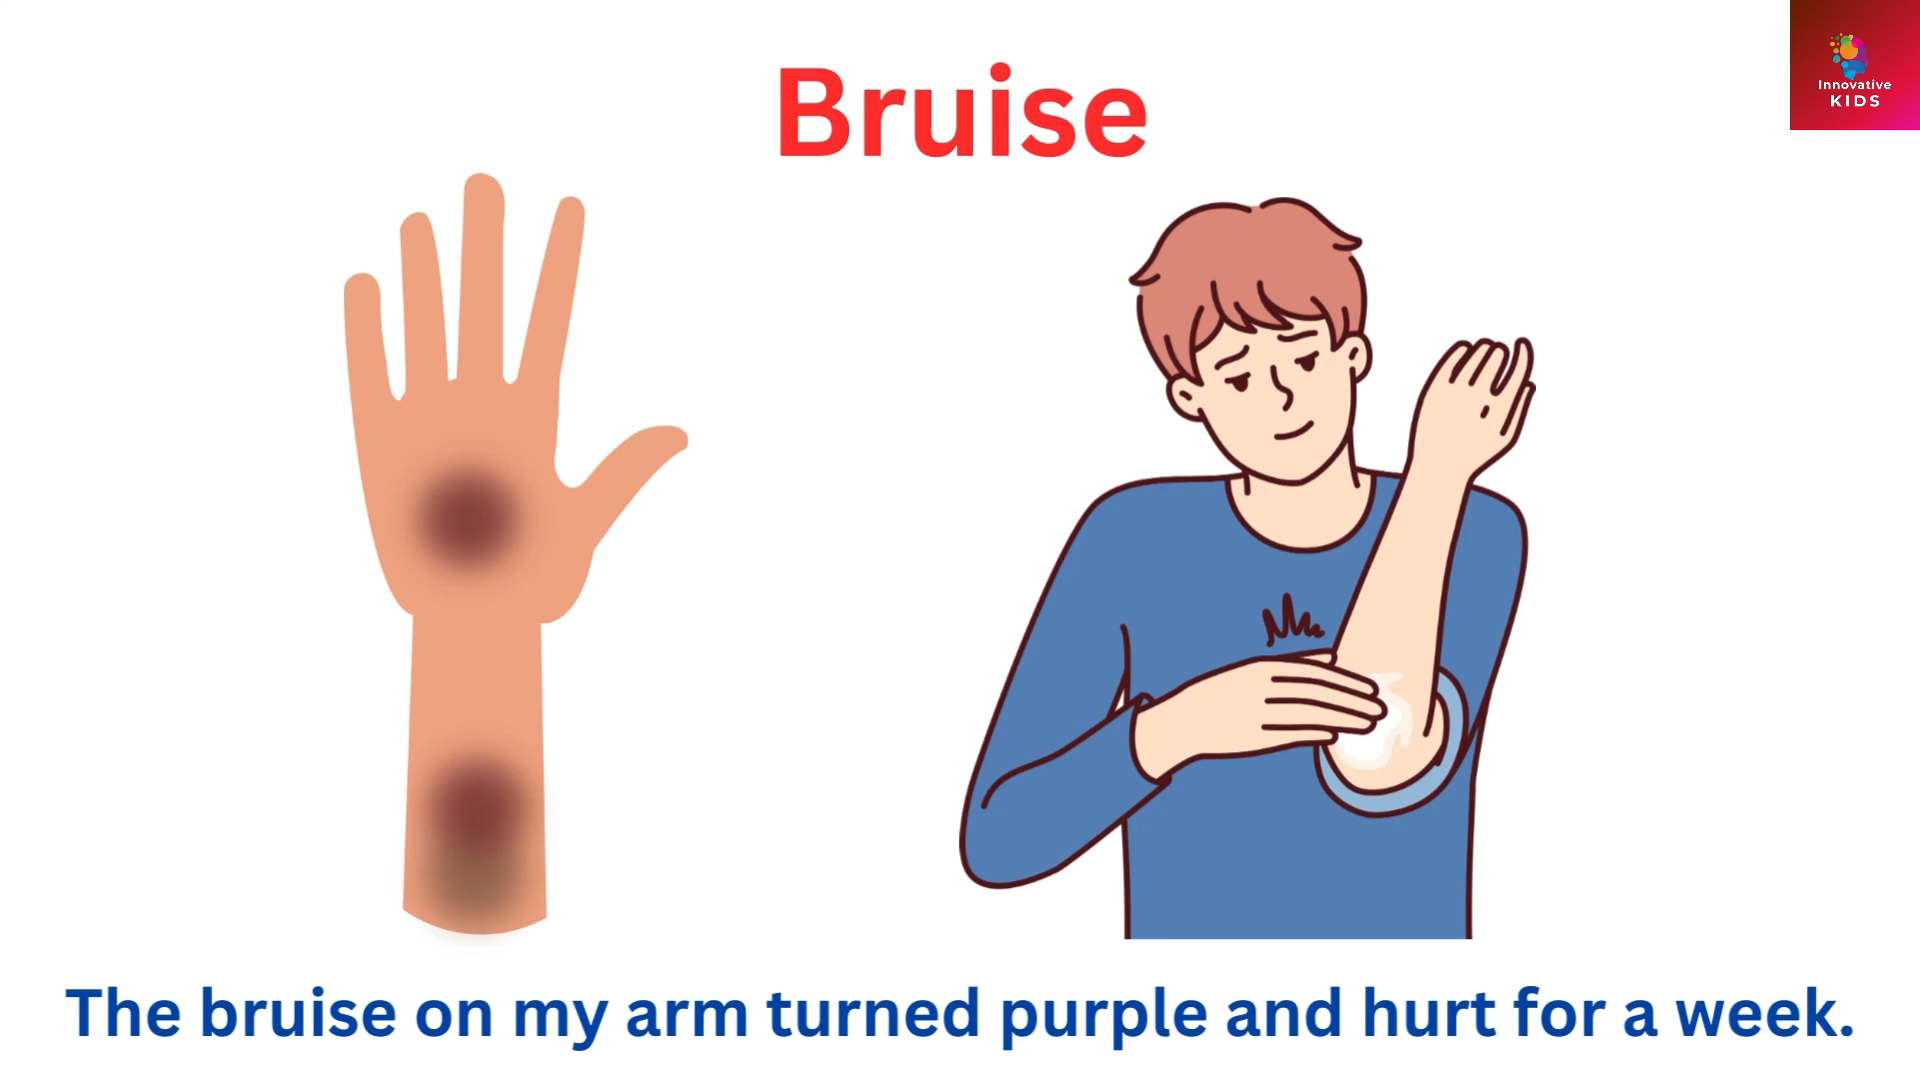 Bruise
Innovative
KIDS
The bruise on my arm turned purple and hurt for a week.